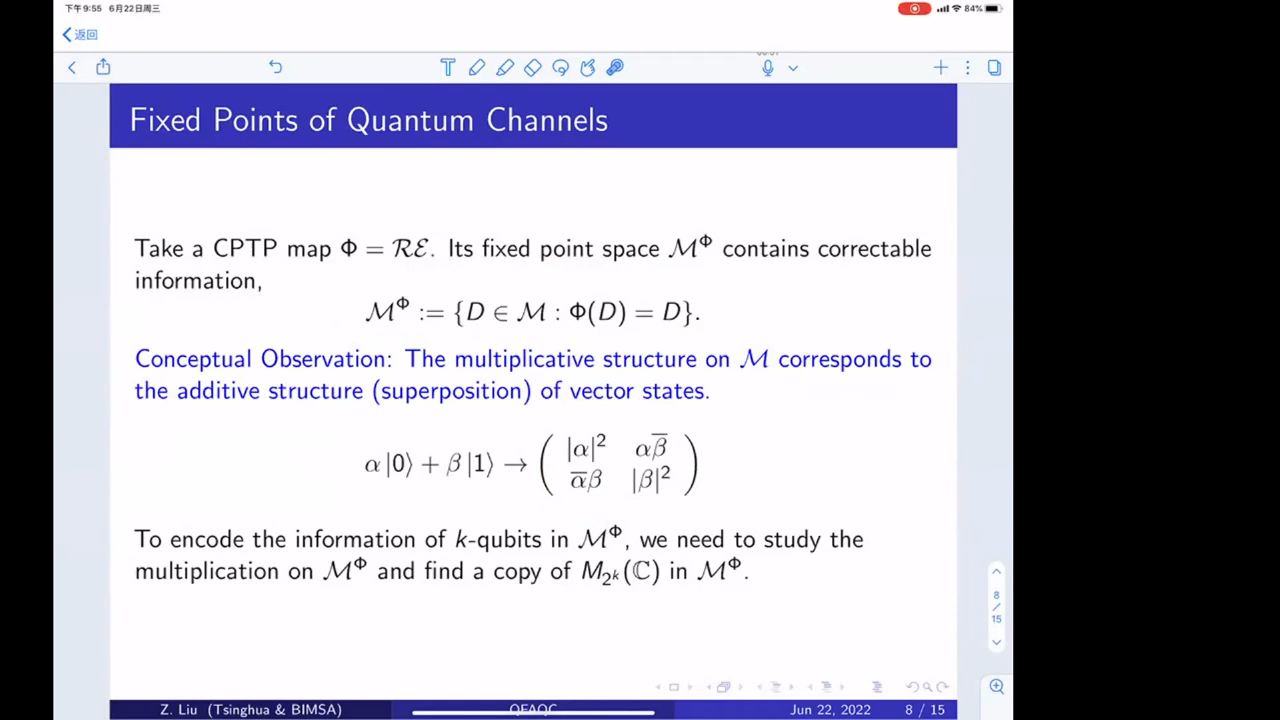 下午9:55 6月22日周三
84%
返回
Fixed Points of Quantum Channels
Take a CPTP map Φ = ℛℰ. Its fixed point space ℳ^Φ contains correctable
information,
ℳ^Φ := {D ∈ ℳ : Φ(D) = D}.
Conceptual Observation: The multiplicative structure on ℳ corresponds to
the additive structure (superposition) of vector states.
α|0⟩ + β|1⟩ → ( |α|² αβ̅
α̅β |β|² )
To encode the information of k-qubits in ℳ^Φ, we need to study the
multiplication on ℳ^Φ and find a copy of M_{2^k}(ℂ) in ℳ^Φ.
8
/
15
Z. Liu (Tsinghua & BIMSA) QFAQC Jun 22, 2022 8 / 15